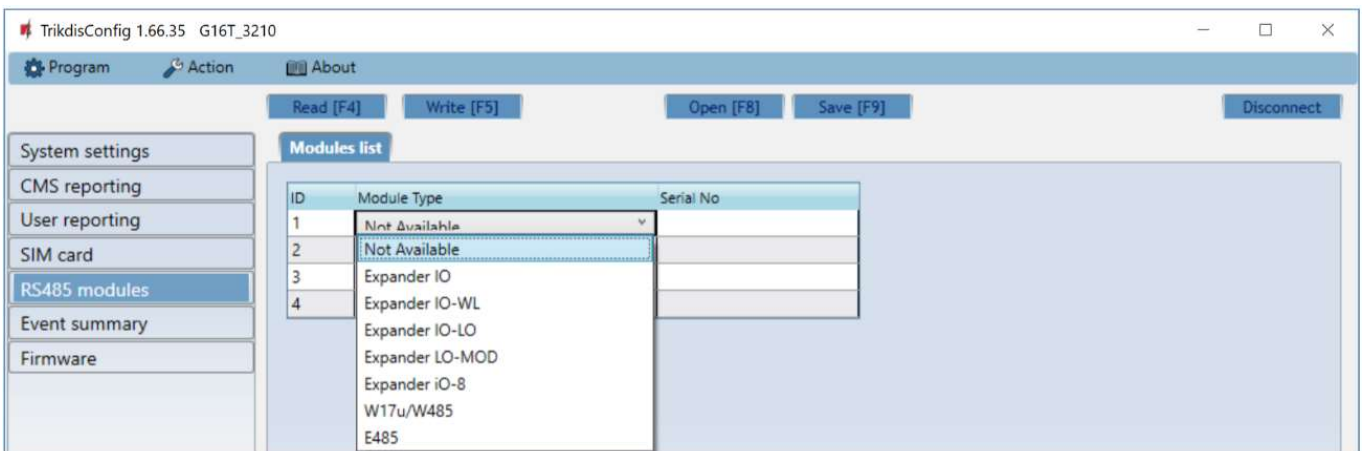 TrikdisConfig 1.66.35 G16T_3210
Program Action About
Read [F4] Write [F5] Open [F8] Save [F9] Disconnect
System settings
CMS reporting
User reporting
SIM card
RS485 modules
Event summary
Firmware
Modules list
ID Module Type Serial No
1 Not Available
2
3
4
Not Available
Expander IO
Expander IO-WL
Expander IO-LO
Expander LO-MOD
Expander iO-8
W17u/W485
E485